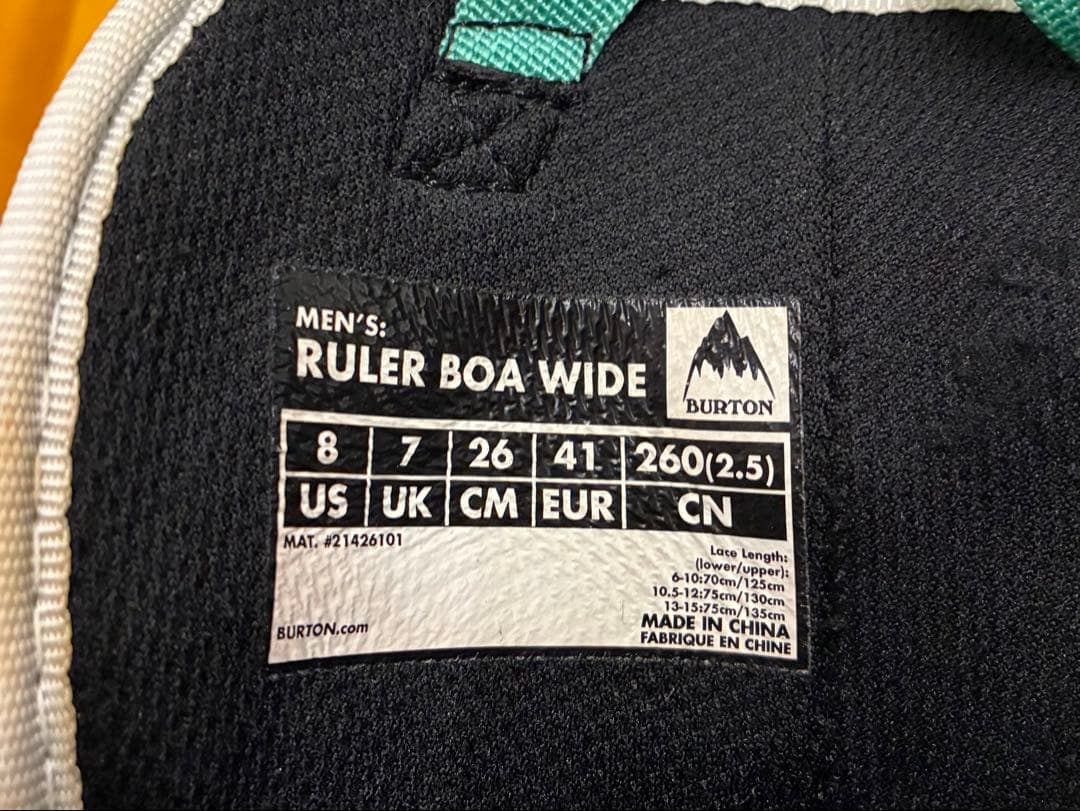 MEN'S:
RULER BOA WIDE
BURTON
8 7 26 41 260(2.5)
US UK CM EUR CN
MAT. #21426101
Lace Length:
(lower/upper):
6-10:70cm/125cm
10.5-12:75cm/130cm
13-15:75cm/135cm
MADE IN CHINA
FABRIQUE EN CHINE
BURTON.com